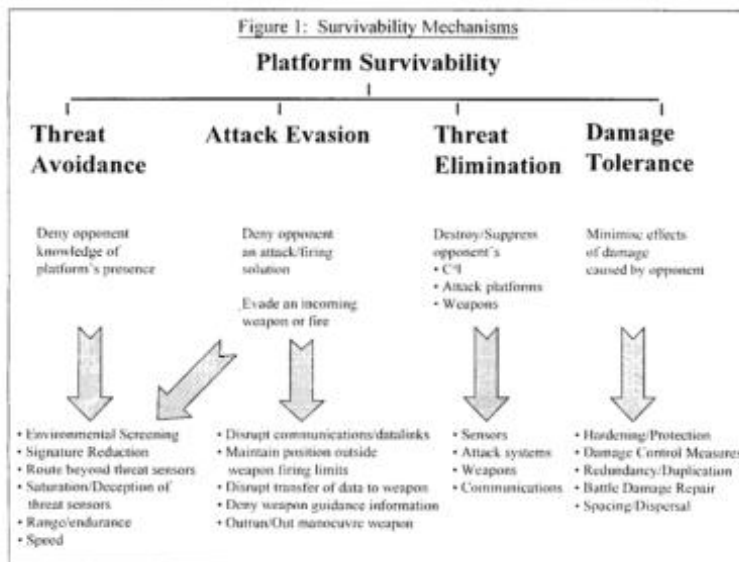 Figure 1: Survivability Mechanisms
Platform Survivability
Threat
Avoidance
Attack Evasion
Threat
Elimination
Damage
Tolerance
Deny opponent
knowledge of
platform's presence
Deny opponent
an attack/firing
solution
Evade an incoming
weapon or fire
Destroy/Suppress
opponent's
• C³I
• Attack platforms
• Weapons
Minimise effects
of damage
caused by opponent
• Environmental Screening
• Signature Reduction
• Route beyond threat sensors
• Saturation/Deception of
threat sensors
• Range/endurance
• Speed
• Disrupt communications/datalinks
• Maintain position outside
weapon firing limits
• Disrupt transfer of data to weapon
• Deny weapon guidance information
• Outrun/Out manoeuvre weapon
• Sensors
• Attack systems
• Weapons
• Communications
• Hardening/Protection
• Damage Control Measures
• Redundancy/Duplication
• Battle Damage Repair
• Spacing/Dispersal